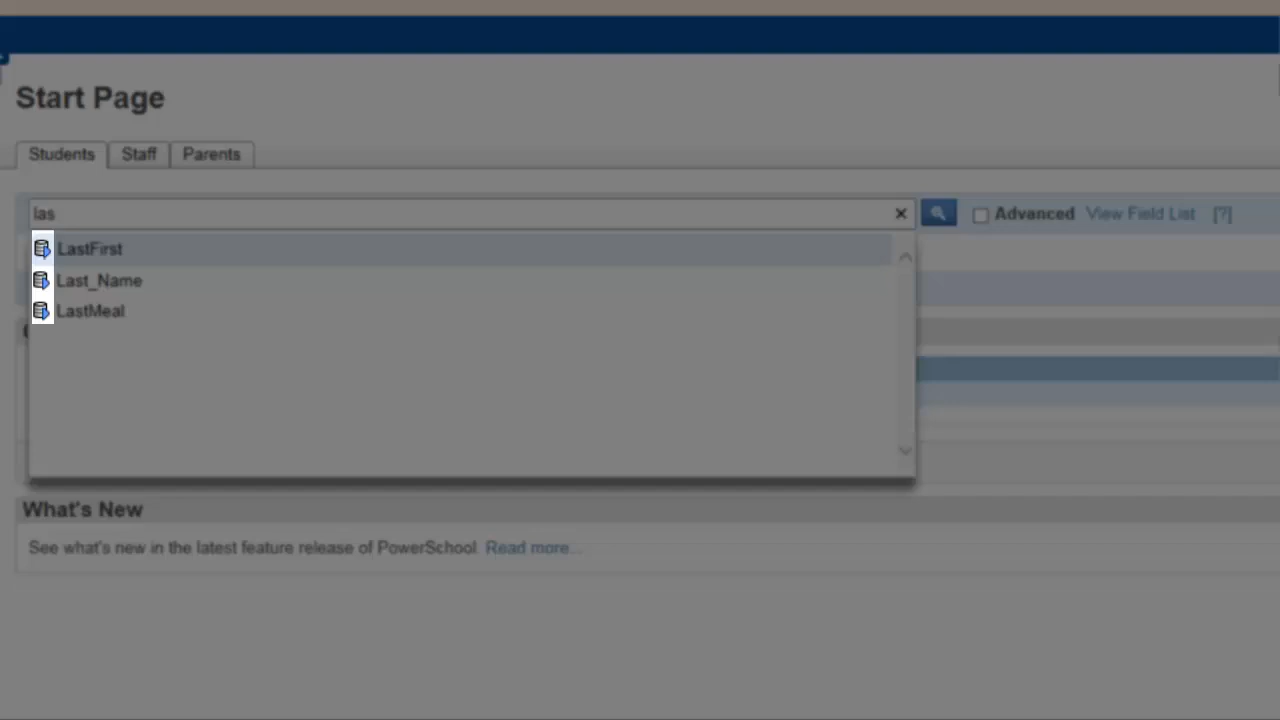 Start Page
Students Staff Parents
las
Advanced View Field List [?]
LastFirst
Last_Name
LastMeal
What's New
See what's new in the latest feature release of PowerSchool. Read more...